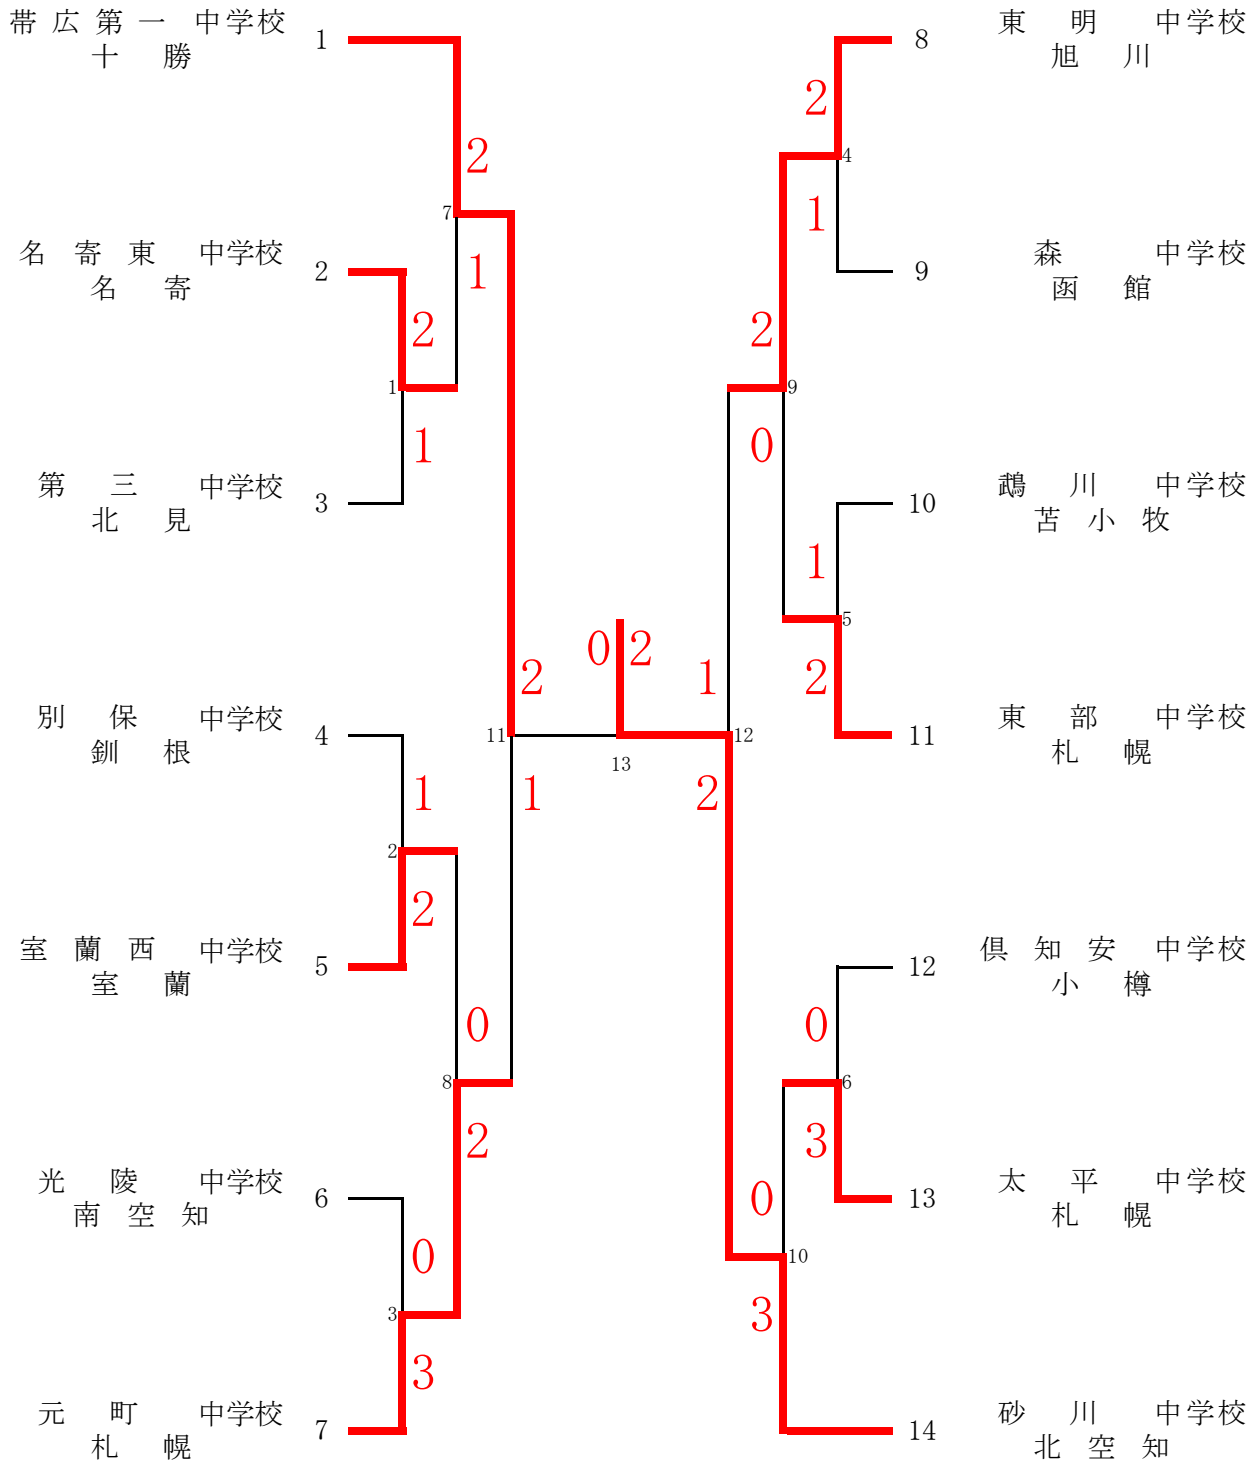 帯広第一 中学校
十勝
1
名寄東 中学校
名寄
2
第三 中学校
北見
3
別保 中学校
釧根
4
室蘭西 中学校
室蘭
5
光陵 中学校
南空知
6
元町 中学校
札幌
7
2
7
1
2
1
1
1
2
2
0
8
2
0
3
3
2
11
1
0 2
13
1
12
2
2
4
1
2
9
0
1
5
2
0
6
3
0
10
3
8
東明 中学校
旭川
9
森 中学校
函館
10
鵡川 中学校
苫小牧
11
東部 中学校
札幌
12
倶知安 中学校
小樽
13
太平 中学校
札幌
14
砂川 中学校
北空知